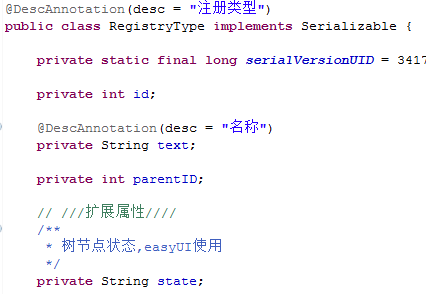 @DescAnnotation(desc = "注册类型")
public class RegistryType implements Serializable {
private static final long serialVersionUID = 3417
private int id;
@DescAnnotation(desc = "名称")
private String text;
private int parentID;
// ///扩展属性////
/**
* 树节点状态,easyUI使用
*/
private String state;